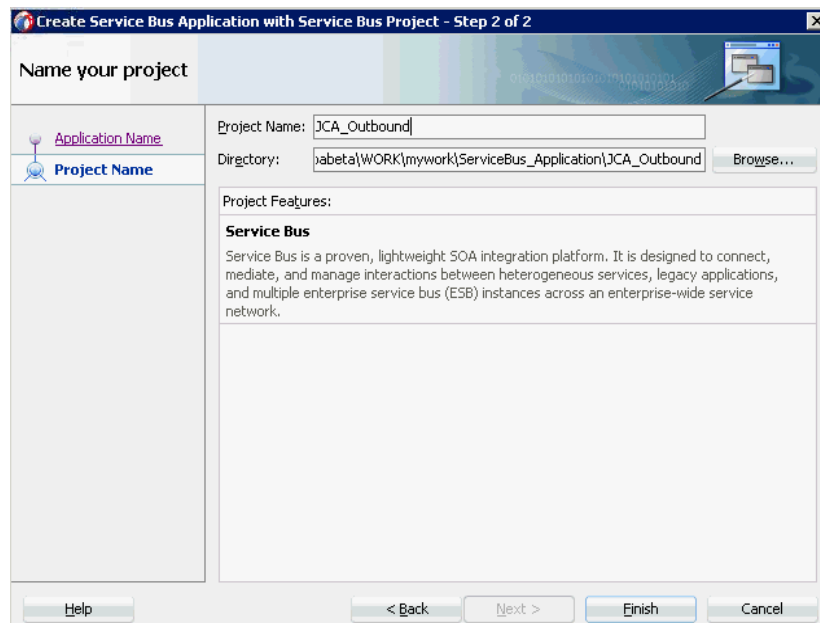 Create Service Bus Application with Service Bus Project - Step 2 of 2
Name your project
Application Name
Project Name
Project Name: JCA_Outbound
Directory: oabeta\WORK\mywork\ServiceBus_Application\JCA_Outbound Browse...
Project Features:
Service Bus
Service Bus is a proven, lightweight SOA integration platform. It is designed to connect,
mediate, and manage interactions between heterogeneous services, legacy applications,
and multiple enterprise service bus (ESB) instances across an enterprise-wide service
network.
Help < Back Next > Finish Cancel